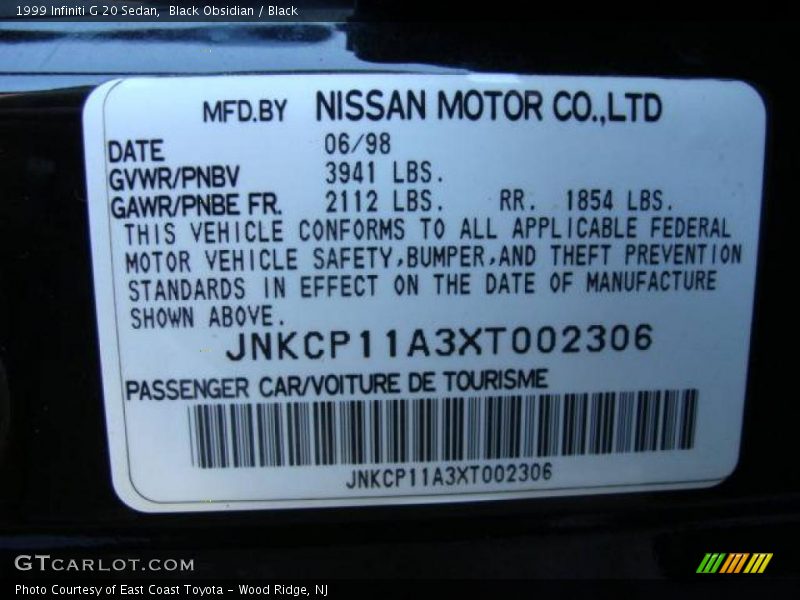 1999 Infiniti G 20 Sedan, Black Obsidian / Black
MFD.BY NISSAN MOTOR CO.,LTD
DATE 06/98
GVWR/PNBV 3941 LBS.
GAWR/PNBE FR. 2112 LBS. RR. 1854 LBS.
THIS VEHICLE CONFORMS TO ALL APPLICABLE FEDERAL
MOTOR VEHICLE SAFETY,BUMPER,AND THEFT PREVENTION
STANDARDS IN EFFECT ON THE DATE OF MANUFACTURE
SHOWN ABOVE.
JNKCP11A3XT002306
PASSENGER CAR/VOITURE DE TOURISME
JNKCP11A3XT002306
GTCARLOT.COM
Photo Courtesy of East Coast Toyota - Wood Ridge, NJ